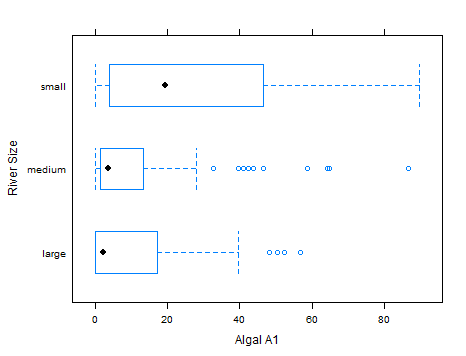 small
medium
large
River Size
0 20 40 60 80
Algal A1